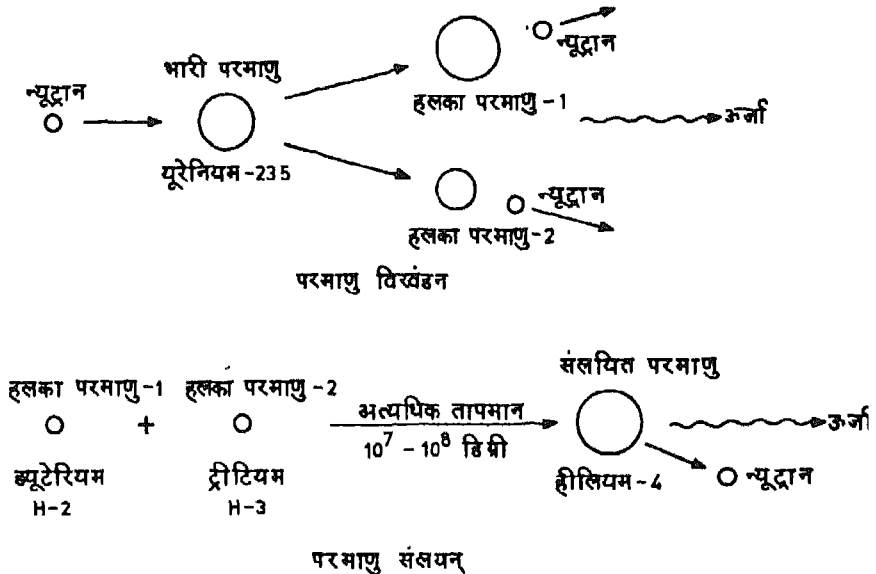 न्यूट्रान
भारी परमाणु
न्यूट्रान
यूरेनियम-235
हलका परमाणु-1
ऊर्जा
न्यूट्रान
हलका परमाणु-2
परमाणु विखंडन
हलका परमाणु-1
हलका परमाणु-2
संलयित परमाणु
+
अत्यधिक तापमान
10⁷ - 10⁸ डिग्री
ऊर्जा
ड्यूटेरियम
H-2
ट्रीटियम
H-3
हीलियम-4
न्यूट्रान
परमाणु संलयन्